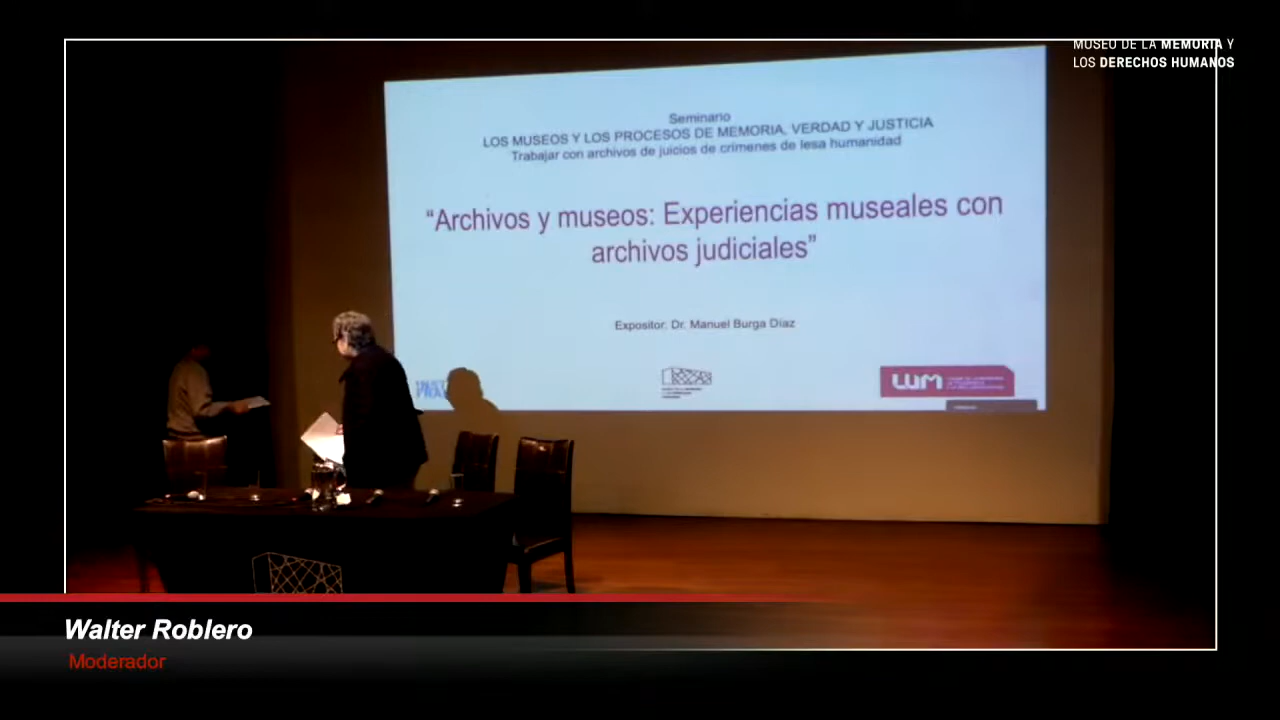 MUSEO DE LA MEMORIA Y
LOS DERECHOS HUMANOS
Seminario
LOS MUSEOS Y LOS PROCESOS DE MEMORIA, VERDAD Y JUSTICIA
Trabajar con archivos de juicios de crímenes de lesa humanidad
“Archivos y museos: Experiencias museales con
archivos judiciales”
Expositor: Dr. Manuel Burga Díaz
LUM
Walter Roblero
Moderador